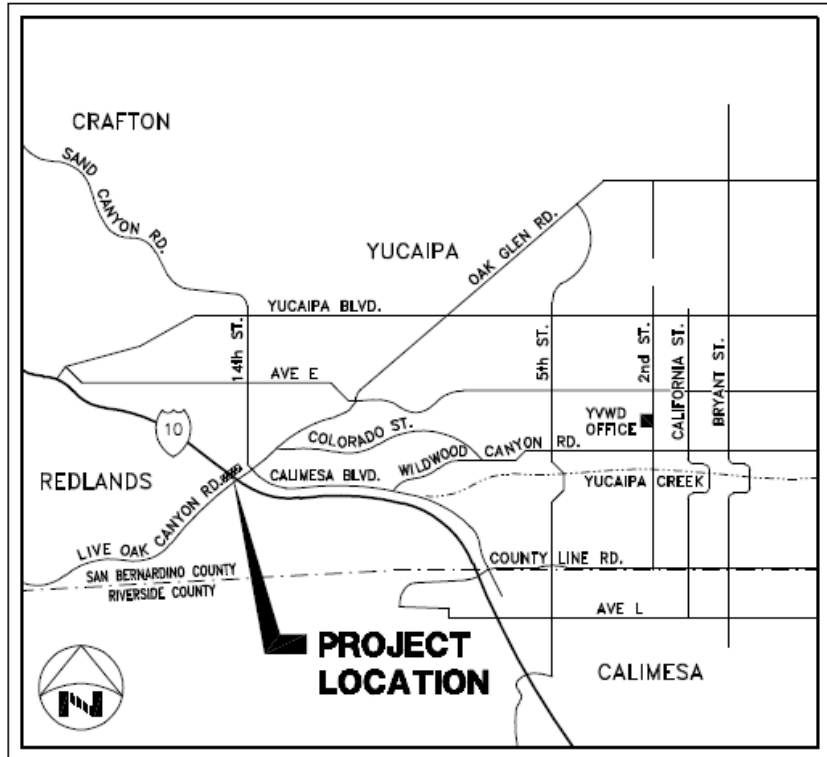 CRAFTON
SAND CANYON RD.
YUCAIPA
OAK GLEN RD.
YUCAIPA BLVD.
14th ST.
5th ST.
2nd ST.
CALIFORNIA ST.
BRYANT ST.
AVE E
10
YVWD
OFFICE
COLORADO ST.
WILDWOOD CANYON RD.
REDLANDS
CALIMESA BLVD.
YUCAIPA CREEK
LIVE OAK CANYON RD.
COUNTY LINE RD.
SAN BERNARDINO COUNTY
RIVERSIDE COUNTY
AVE L
PROJECT
LOCATION
CALIMESA
N